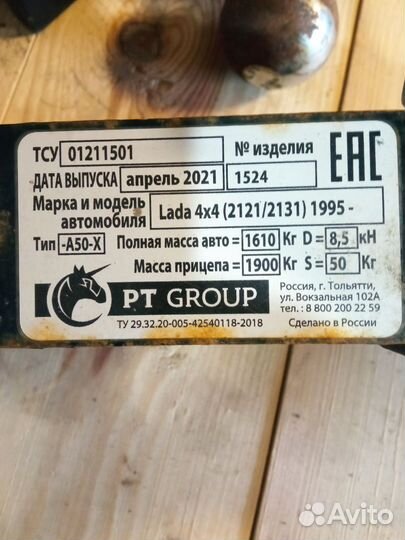 ТСУ 01211501 № изделия EAC
ДАТА ВЫПУСКА апрель 2021 1524
Марка и модель автомобиля Lada 4x4 (2121/2131) 1995 -
Тип -А50-Х Полная масса авто= 1610 Кг D= 8,5 кН
Масса прицепа= 1900 Кг S= 50 Кг
PT GROUP
Россия, г. Тольятти,
ул. Вокзальная 102А
тел.: 8 800 200 22 59
ТУ 29.32.20-005-42540118-2018 Сделано в России
Avito